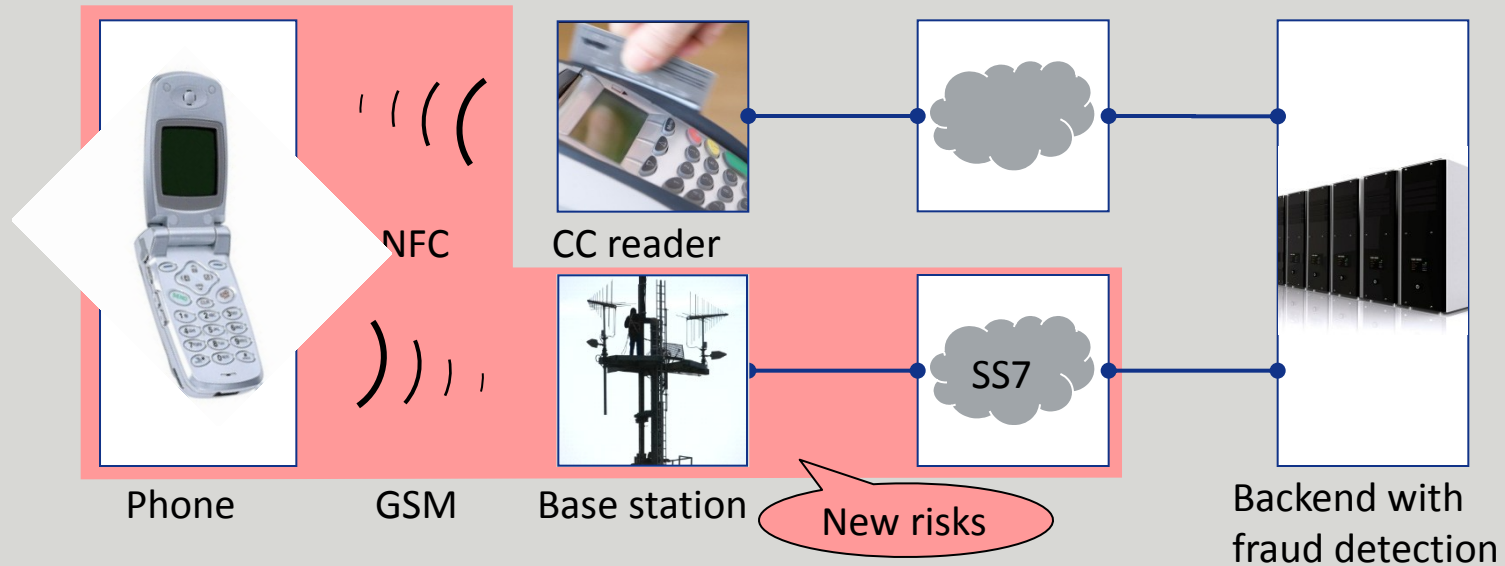 NFC
CC reader
SS7
Phone
GSM
Base station
New risks
Backend with
fraud detection